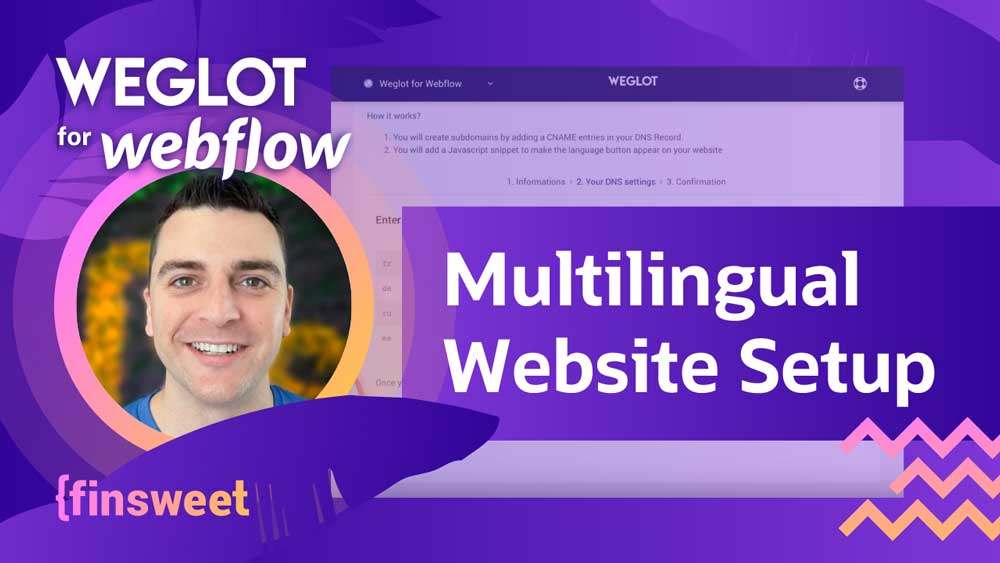 WEGLOT
for webflow
Weglot for Webflow
WEGLOT
How it works?
1. You will create subdomains by adding a CNAME entries in your DNS Record.
2. You will add a Javascript snippet to make the language button appear on your website
1. Informations › 2. Your DNS settings › 3. Confirmation
Enter
fr
de
ru
Once y
Multilingual
Website Setup
{finsweet